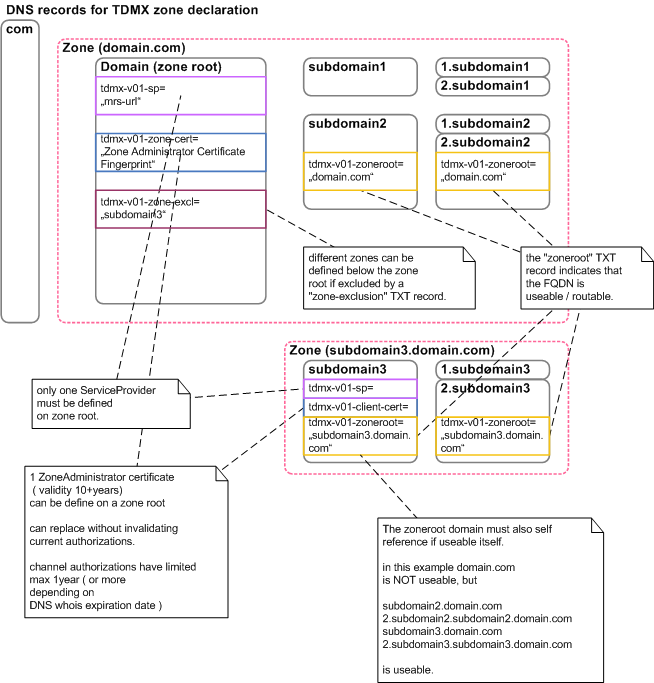 DNS records for TDMX zone declaration
com
Zone (domain.com)
Domain (zone root)
tdmx-v01-sp=
„mrs-url“
tdmx-v01-zone-cert=
„Zone Administrator Certificate
Fingerprint“
tdmx-v01-zone-excl=
„subdomain3“
subdomain1
1.subdomain1
2.subdomain1
subdomain2
tdmx-v01-zoneroot=
„domain.com“
1.subdomain2
2.subdomain2
tdmx-v01-zoneroot=
„domain.com“
different zones can be
defined below the zone
root if excluded by a
"zone-exclusion" TXT record.
the "zoneroot" TXT
record indicates that
the FQDN is
useable / routable.
Zone (subdomain3.domain.com)
subdomain3
tdmx-v01-sp=
tdmx-v01-client-cert=
tdmx-v01-zoneroot=
„subdomain3.domain.
com“
1.subdomain3
2.subdomain3
tdmx-v01-zoneroot=
„subdomain3.domain.
com“
only one ServiceProvider
must be defined
on zone root.
1 ZoneAdministrator certificate
( validity 10+years)
can be define on a zone root
can replace without invalidating
current authorizations.
channel authorizations have limited
max 1year ( or more
depending on
DNS whois expiration date )
The zoneroot domain must also self
reference if useable itself.
in this example domain.com
is NOT useable, but
subdomain2.domain.com
2.subdomain2.subdomain2.domain.com
subdomain3.domain.com
2.subdomain3.subdomain3.domain.com
is useable.